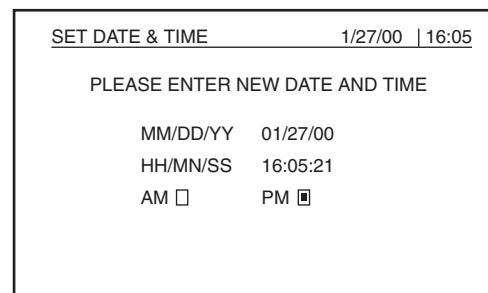 SET DATE & TIME 1/27/00 | 16:05
PLEASE ENTER NEW DATE AND TIME
MM/DD/YY 01/27/00
HH/MN/SS 16:05:21
AM □ PM ▣